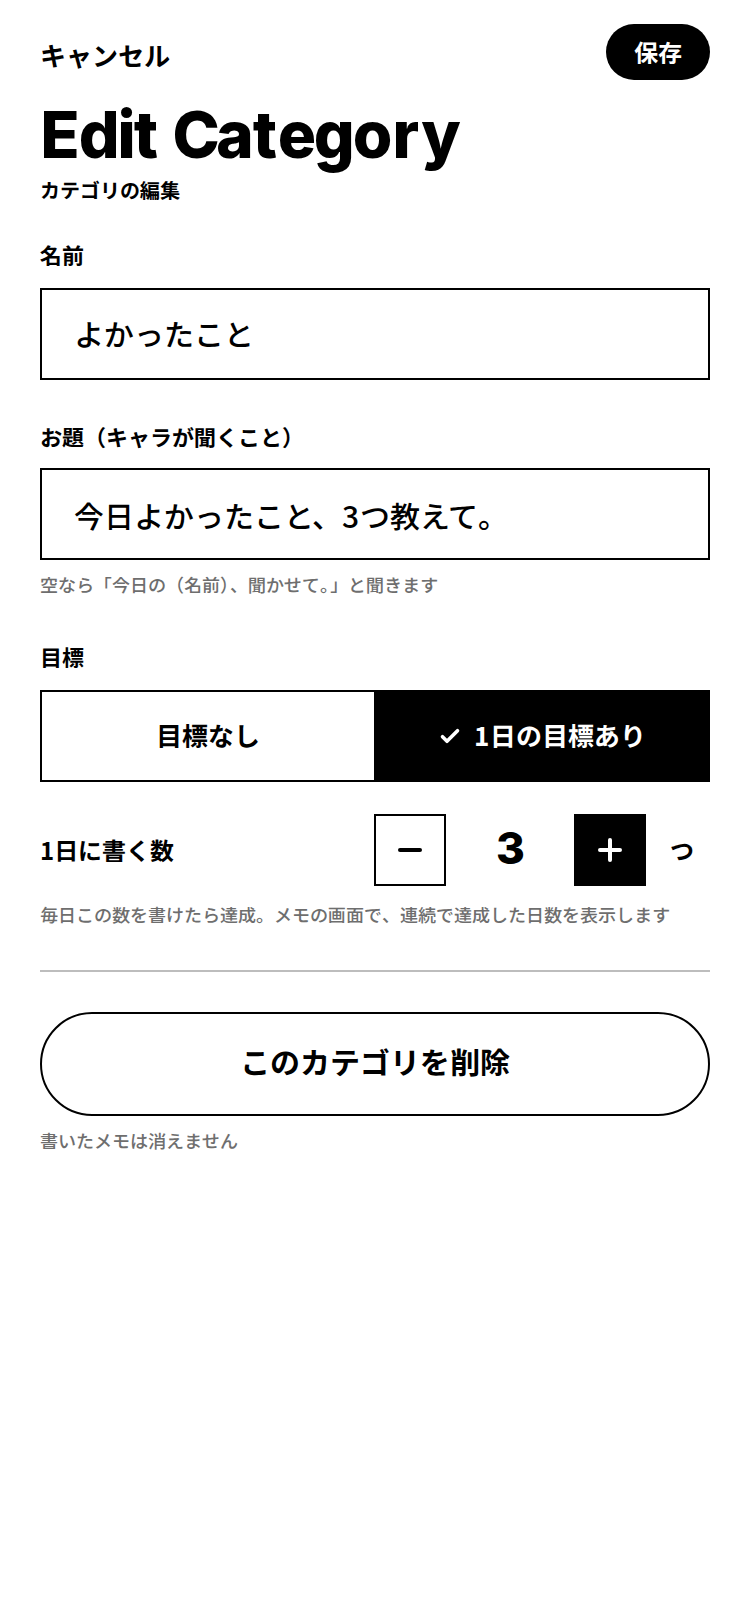 キャンセル
保存
Edit Category
カテゴリの編集
名前
よかったこと
お題（キャラが聞くこと）
今日よかったこと、3つ教えて。
空なら「今日の（名前）、聞かせて。」と聞きます
目標
目標なし
1日の目標あり
1日に書く数
3
つ
毎日この数を書けたら達成。メモの画面で、連続で達成した日数を表示します
このカテゴリを削除
書いたメモは消えません